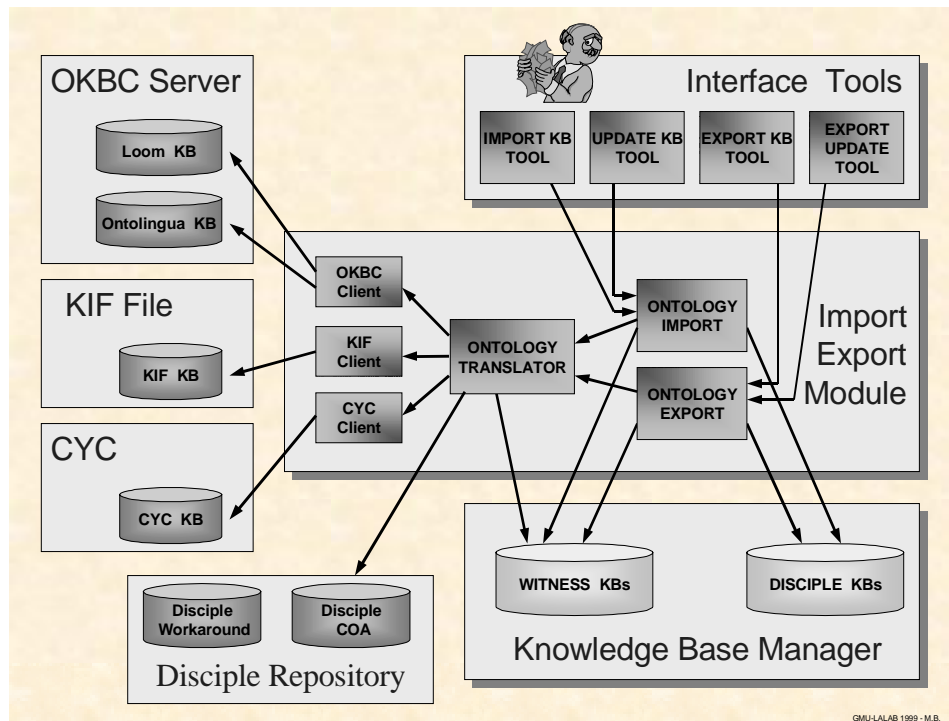 OKBC Server
Loom KB
Ontolingua KB
KIF File
KIF KB
CYC
CYC KB
Interface Tools
IMPORT KB
TOOL
UPDATE KB
TOOL
EXPORT KB
TOOL
EXPORT
UPDATE
TOOL
OKBC
Client
KIF
Client
CYC
Client
ONTOLOGY
TRANSLATOR
ONTOLOGY
IMPORT
ONTOLOGY
EXPORT
Import
Export
Module
Disciple
Workaround
Disciple
COA
Disciple Repository
WITNESS KBs
DISCIPLE KBs
Knowledge Base Manager
GMU-LALAB 1999 - M.B.